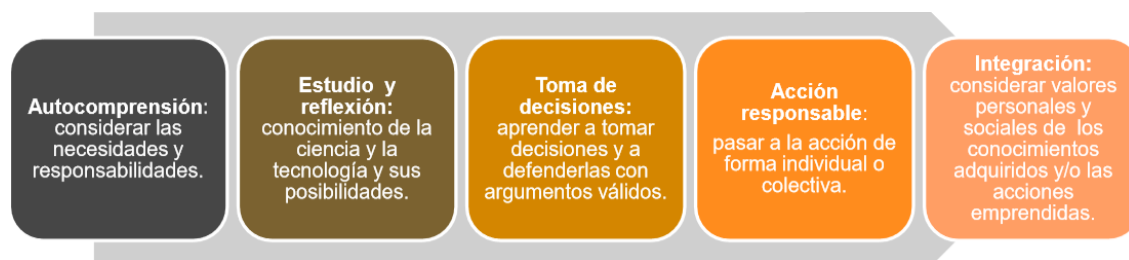 Autocomprensión:
considerar las
necesidades y
responsabilidades.
Estudio y
reflexión:
conocimiento de la
ciencia y la
tecnología y sus
posibilidades.
Toma de
decisiones:
aprender a tomar
decisiones y a
defenderlas con
argumentos válidos.
Acción
responsable:
pasar a la acción de
forma individual o
colectiva.
Integración:
considerar valores
personales y
sociales de los
conocimientos
adquiridos y/o las
acciones
emprendidas.